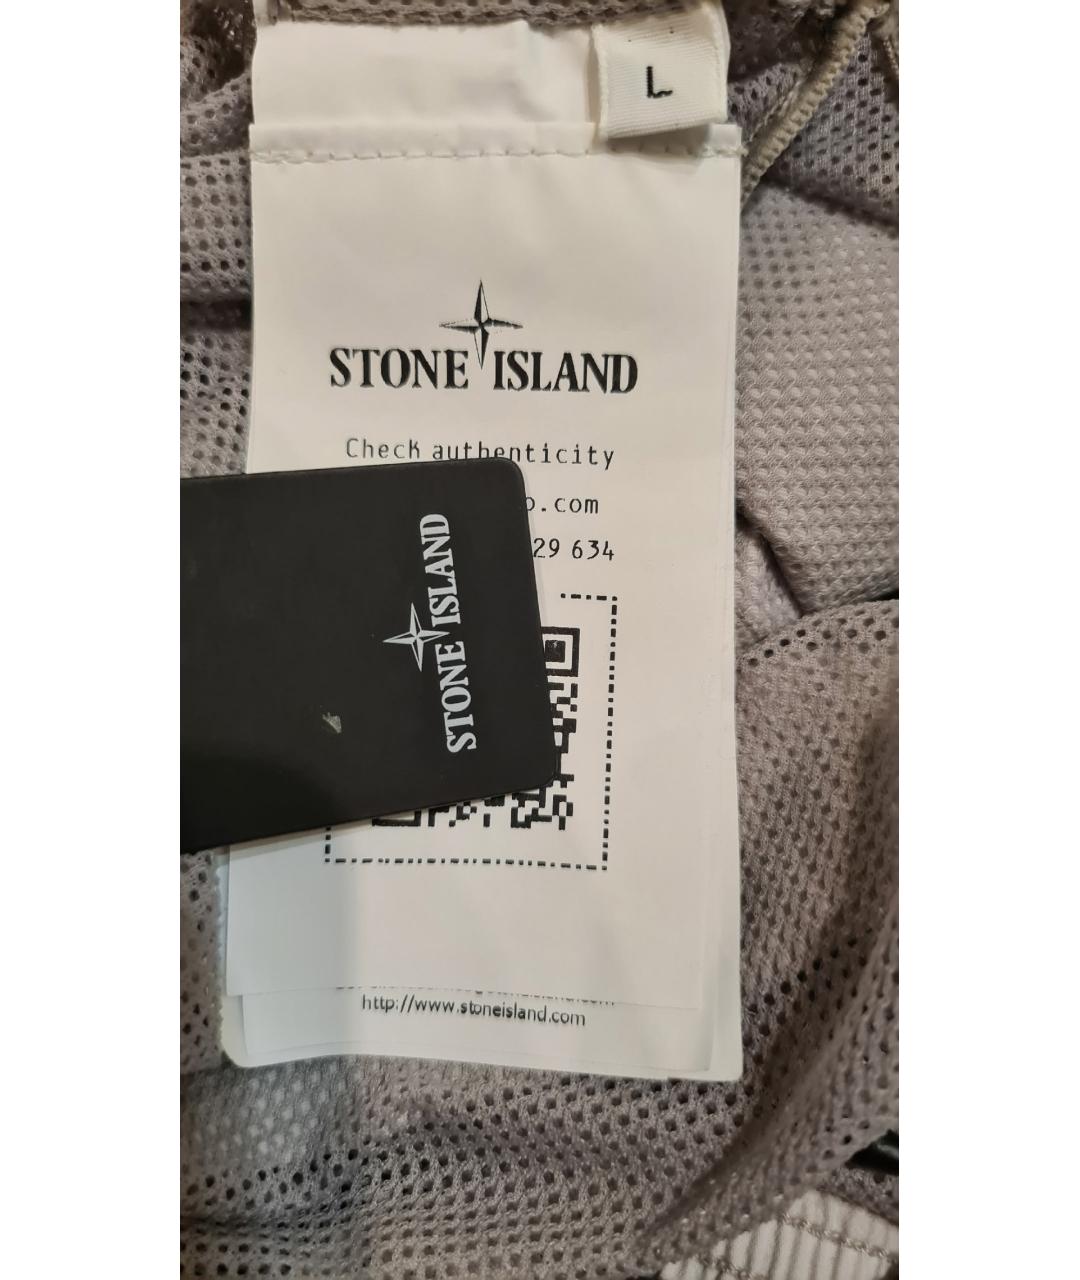 L
STONE ISLAND
Check authenticity
.com
29 634
STONE ISLAND
http://www.stoneisland.com